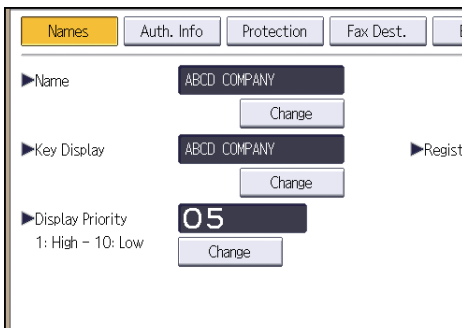 Names Auth. Info Protection Fax Dest.
▶Name ABCD COMPANY
Change
▶Key Display ABCD COMPANY ▶Regist
Change
▶Display Priority 05
1: High - 10: Low Change